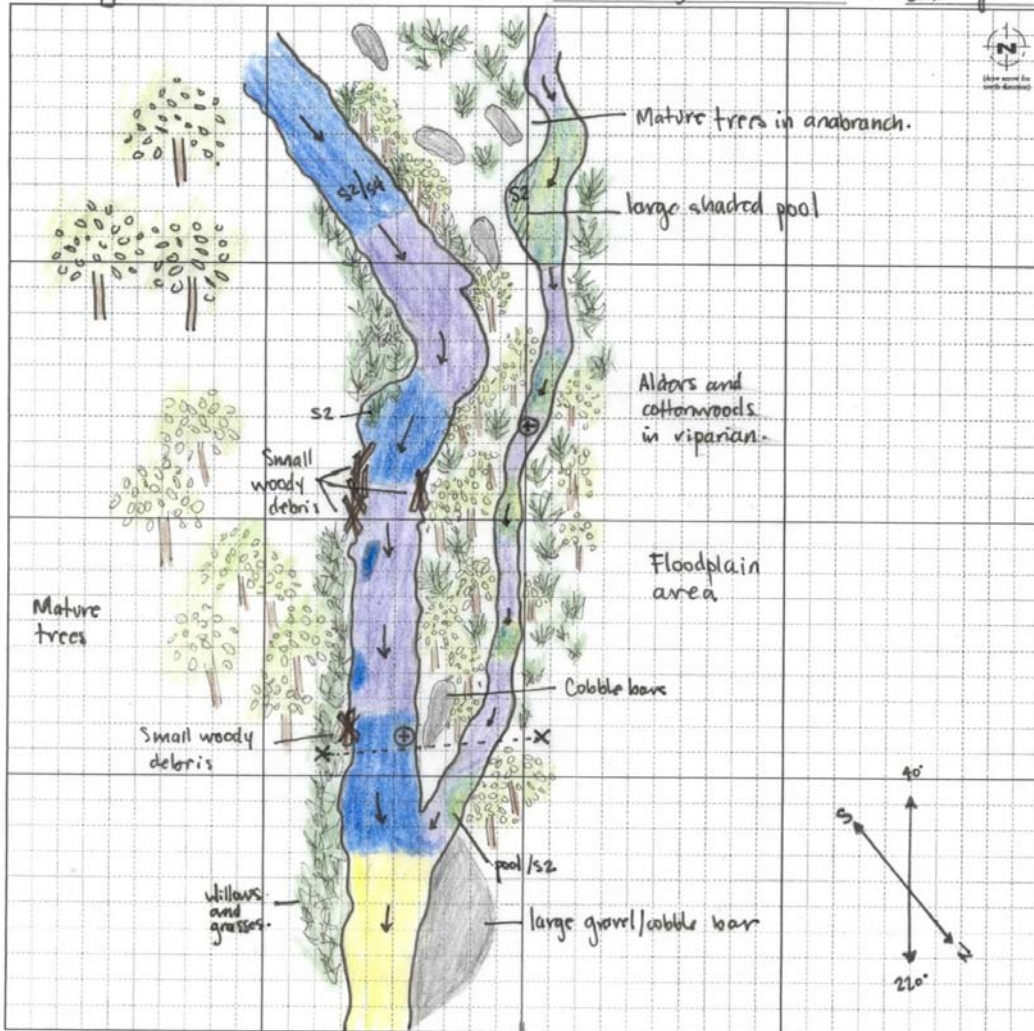 N
Mature trees in anabranch.
S2/S4
S2
large shaded pool
S2
Alders and
cottonwoods
in riparian.
Small
woody
debris
Floodplain
area
Mature
trees
Cobble bars
Small woody
debris
X
X
40°
S
N
220°
pool/S2
willows
and
grasses.
large gravel/cobble bar